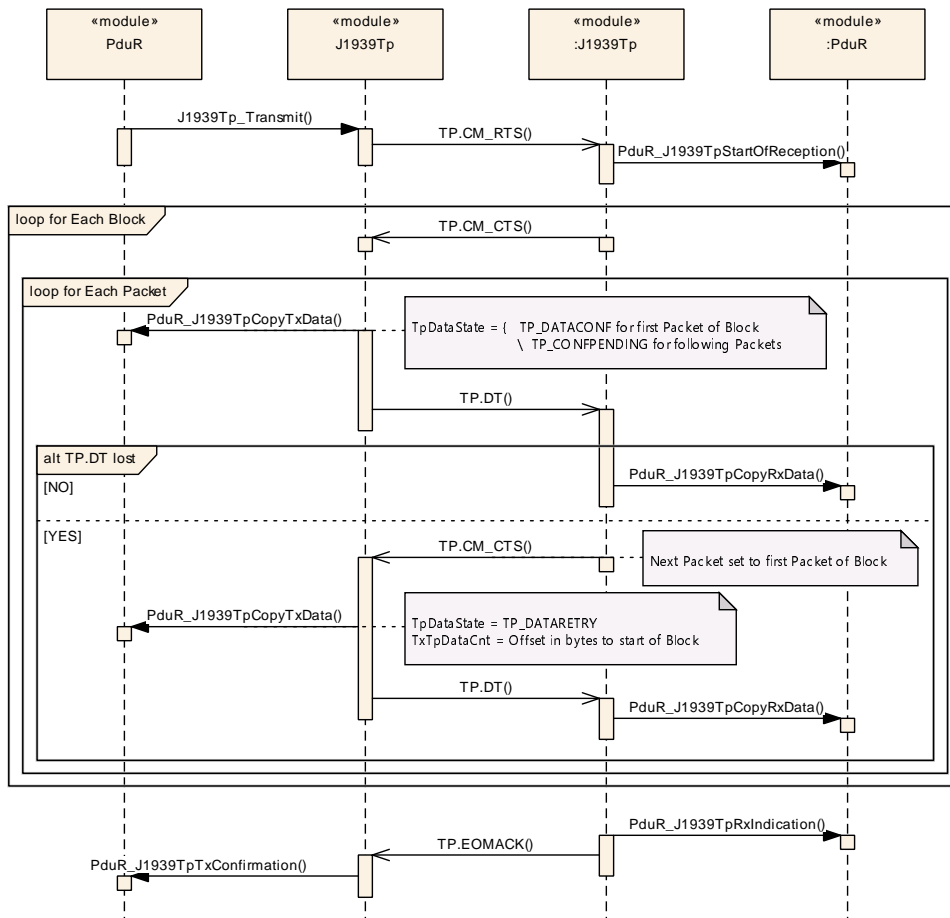 «module»
PduR
«module»
J1939Tp
«module»
:J1939Tp
«module»
:PduR
J1939Tp_Transmit()
TP.CM_RTS()
PduR_J1939TpStartOfReception()
loop for Each Block
TP.CM_CTS()
loop for Each Packet
PduR_J1939TpCopyTxData()
TpDataState = { TP_DATACONF for first Packet of Block
\ TP_CONFPENDING for following Packets
TP.DT()
alt TP.DT lost
PduR_J1939TpCopyRxData()
[NO]
[YES]
TP.CM_CTS()
Next Packet set to first Packet of Block
PduR_J1939TpCopyTxData()
TpDataState = TP_DATARETRY
TxTpDataCnt = Offset in bytes to start of Block
TP.DT()
PduR_J1939TpCopyRxData()
PduR_J1939TpRxIndication()
TP.EOMACK()
PduR_J1939TpTxConfirmation()